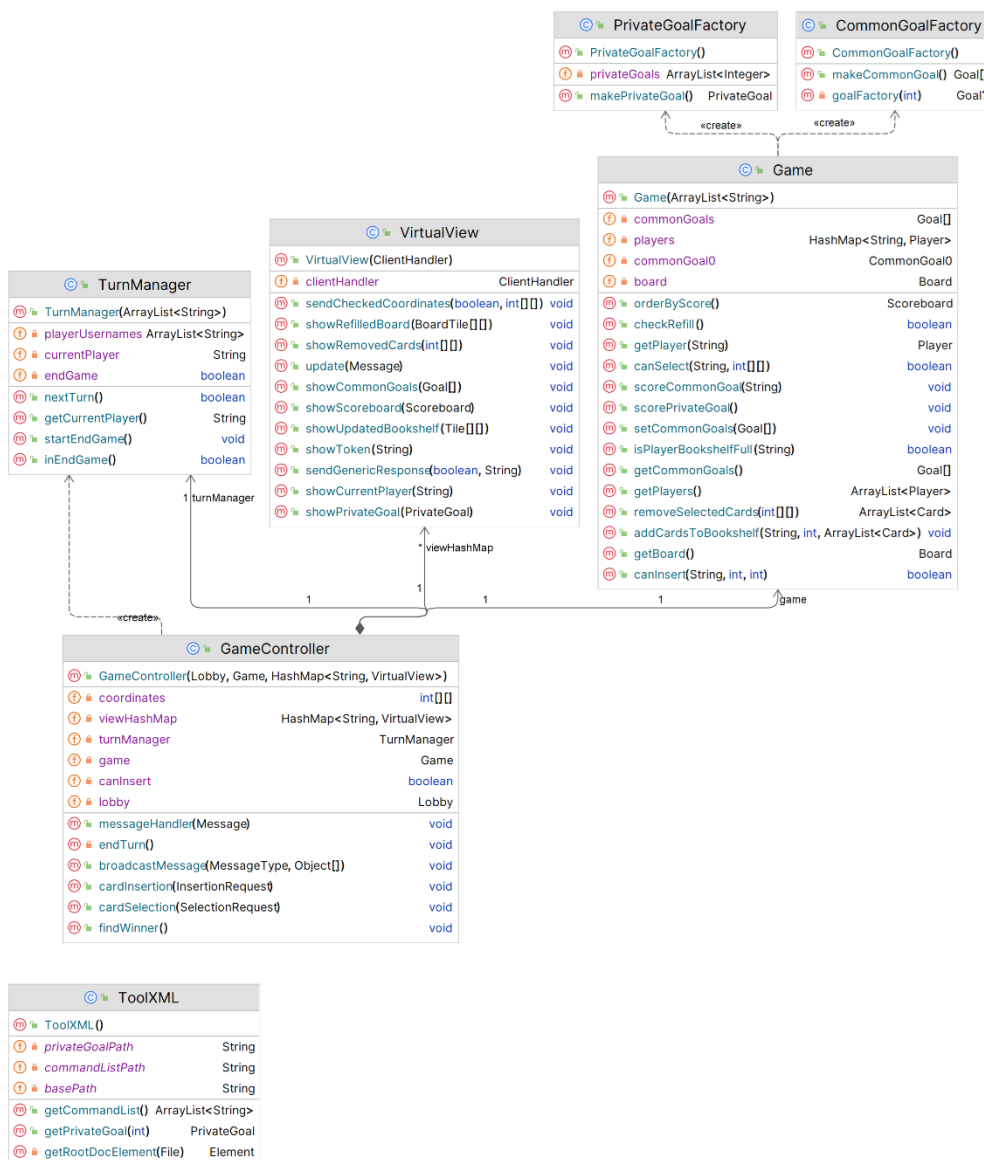 PrivateGoalFactory
PrivateGoalFactory()
privateGoals ArrayList<Integer>
makePrivateGoal() PrivateGoal
CommonGoalFactory
CommonGoalFactory()
makeCommonGoal() Goal[
goalFactory(int) Goal
«create»
«create»
Game
Game(ArrayList<String>)
commonGoals Goal[]
players HashMap<String, Player>
commonGoal0 CommonGoal0
board Board
orderByScore() Scoreboard
checkRefill() boolean
getPlayer(String) Player
canSelect(String, int[][]) boolean
scoreCommonGoal(String) void
scorePrivateGoal() void
setCommonGoals(Goal[]) void
isPlayerBookshelfFull(String) boolean
getCommonGoals() Goal[]
getPlayers() ArrayList<Player>
removeSelectedCards(int[][]) ArrayList<Card>
addCardsToBookshelf(String, int, ArrayList<Card>) void
getBoard() Board
canInsert(String, int, int) boolean
VirtualView
VirtualView(ClientHandler)
clientHandler ClientHandler
sendCheckedCoordinates(boolean, int[][]) void
showRefilledBoard(BoardTile[][]) void
showRemovedCards(int[][]) void
update(Message) void
showCommonGoals(Goal[]) void
showScoreboard(Scoreboard) void
showUpdatedBookshelf(Tile[][]) void
showToken(String) void
sendGenericResponse(boolean, String) void
showCurrentPlayer(String) void
showPrivateGoal(PrivateGoal) void
TurnManager
TurnManager(ArrayList<String>)
playerUsernames ArrayList<String>
currentPlayer String
endGame boolean
nextTurn() boolean
getCurrentPlayer() String
startEndGame() void
inEndGame() boolean
1 turnManager
* viewHashMap
1
1
1
1
game
«create»
GameController
GameController(Lobby, Game, HashMap<String, VirtualView>)
coordinates int[][]
viewHashMap HashMap<String, VirtualView>
turnManager TurnManager
game Game
canInsert boolean
lobby Lobby
messageHandler(Message) void
endTurn() void
broadcastMessage(MessageType, Object[]) void
cardInsertion(InsertionRequest) void
cardSelection(SelectionRequest) void
findWinner() void
ToolXML
ToolXML()
privateGoalPath String
commandListPath String
basePath String
getCommandList() ArrayList<String>
getPrivateGoal(int) PrivateGoal
getRootDocElement(File) Element